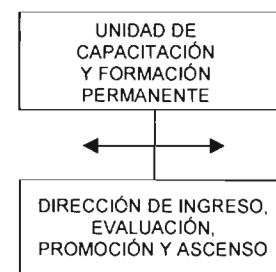 UNIDAD DE
CAPACITACIÓN
Y FORMACIÓN
PERMANENTE
DIRECCIÓN DE INGRESO,
EVALUACIÓN,
PROMOCIÓN Y ASCENSO